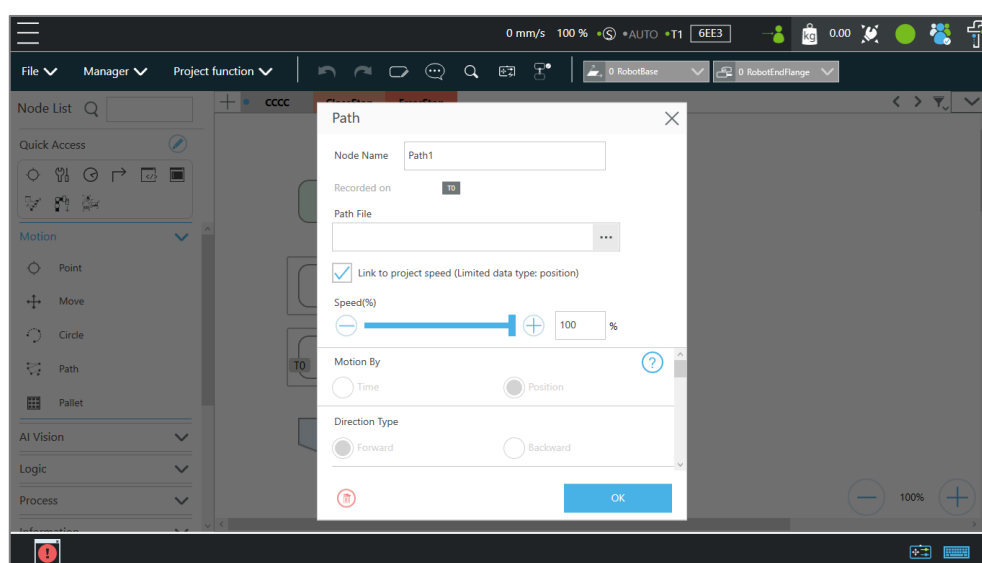 0 mm/s 100 % •Ⓢ •AUTO •T1 6EE3 kg 0.00
File Manager Project function 0 RobotBase 0 RobotEndFlange
Node List cccc
Quick Access
Motion
Point
Move
Circle
Path
Pallet
AI Vision
Logic
Process
T0
Path
Node Name Path1
Recorded on T0
Path File
...
Link to project speed (Limited data type: position)
Speed(%)
100 %
Motion By ?
Time Position
Direction Type
Forward Backward
OK
100%